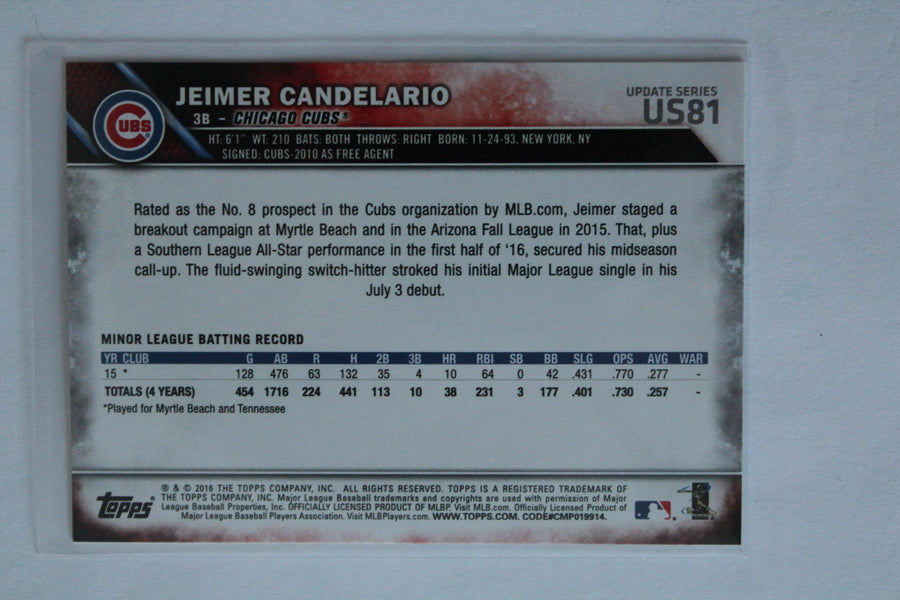 JEIMER CANDELARIO
3B – CHICAGO CUBS®
UPDATE SERIES
US81
CUBS
HT: 6'1" WT: 210 BATS: BOTH THROWS: RIGHT BORN: 11-24-93, NEW YORK, NY
SIGNED: CUBS-2010 AS FREE AGENT
Rated as the No. 8 prospect in the Cubs organization by MLB.com, Jeimer staged a
breakout campaign at Myrtle Beach and in the Arizona Fall League in 2015. That, plus
a Southern League All-Star performance in the first half of '16, secured his midseason
call-up. The fluid-swinging switch-hitter stroked his initial Major League single in his
July 3 debut.
MINOR LEAGUE BATTING RECORD
YR CLUB G AB R H 2B 3B HR RBI SB BB SLG OPS AVG WAR
15 * 128 476 63 132 35 4 10 64 0 42 .431 .770 .277 -
TOTALS (4 YEARS) 454 1716 224 441 113 10 38 231 3 177 .401 .730 .257 -
*Played for Myrtle Beach and Tennessee
Topps®
® & © 2016 THE TOPPS COMPANY, INC. ALL RIGHTS RESERVED. TOPPS IS A REGISTERED TRADEMARK OF
THE TOPPS COMPANY, INC. Major League Baseball trademarks and copyrights are used with permission of Major
League Baseball Properties, Inc. OFFICIALLY LICENSED PRODUCT OF MLBP. Visit MLB.com. Officially Licensed Product of
Major League Baseball Players Association. Visit MLBPlayers.com. WWW.TOPPS.COM. CODE#CMP019914.